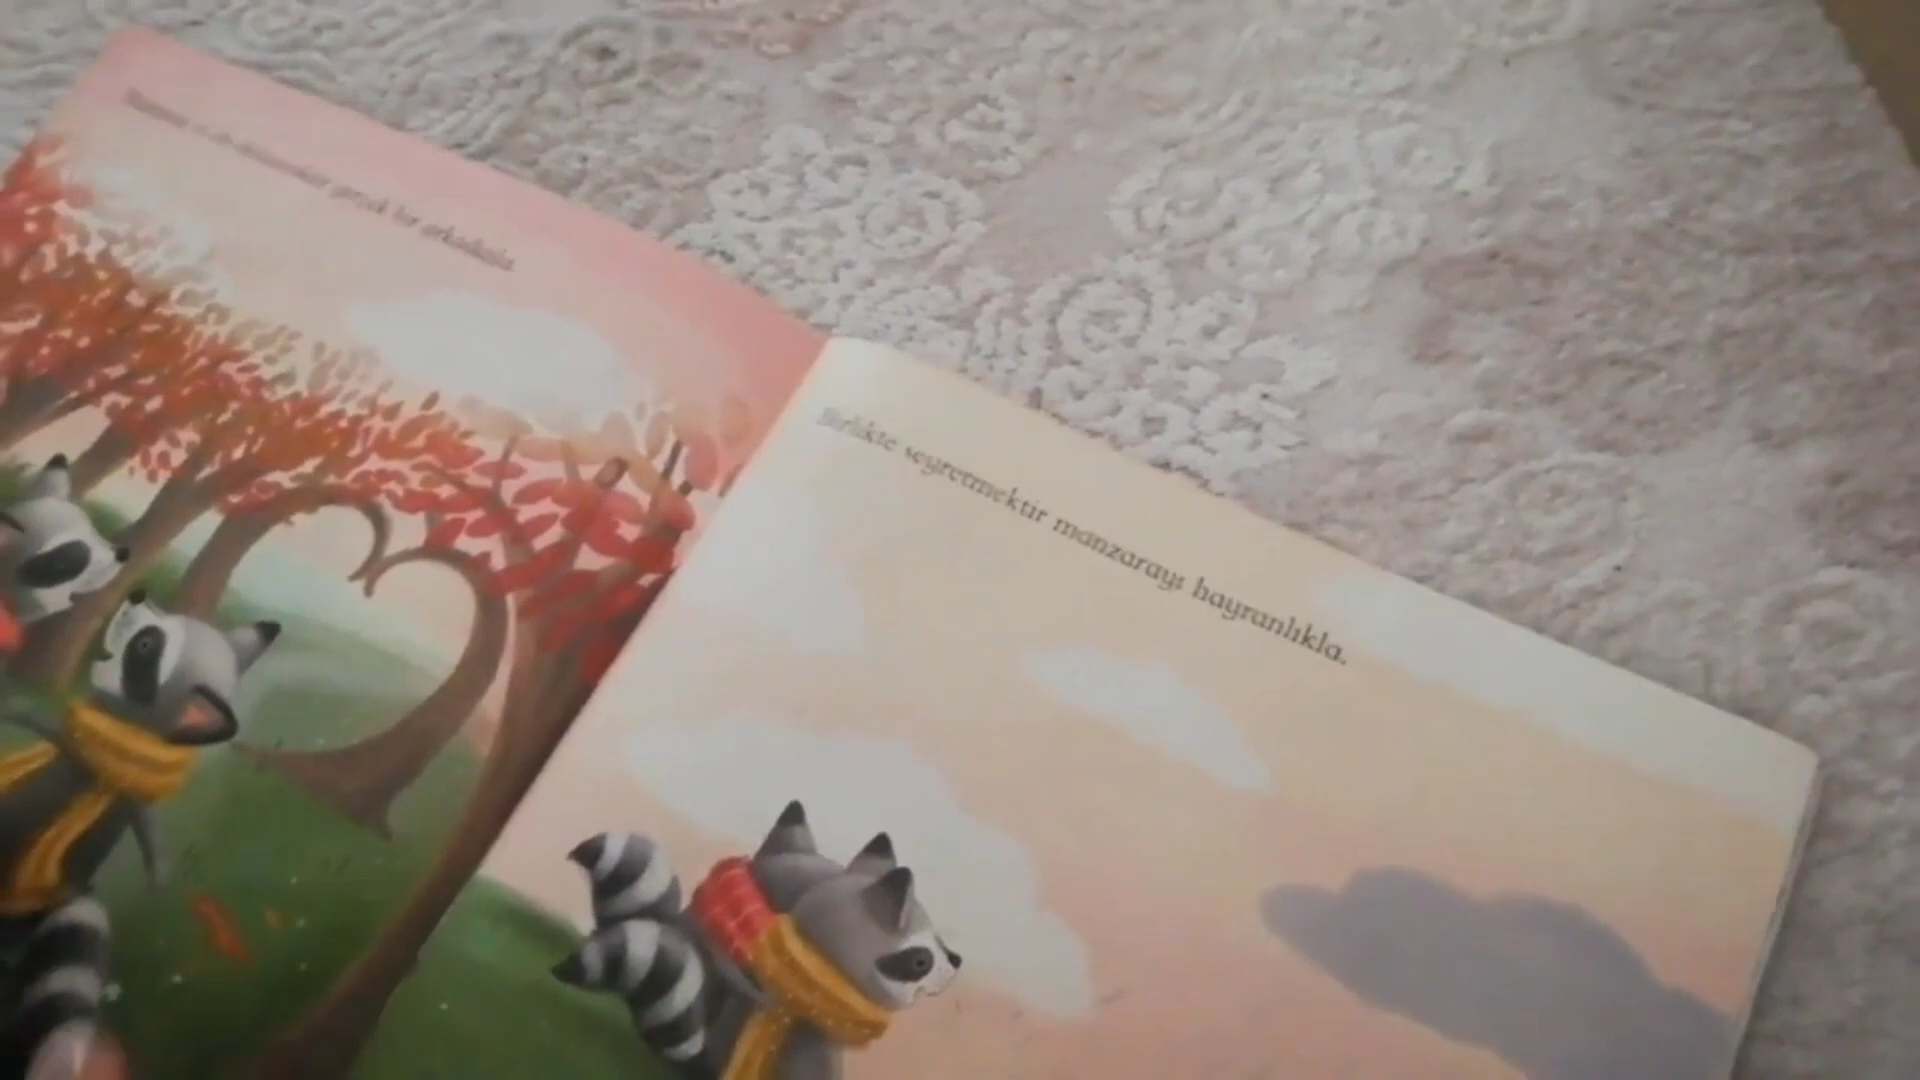 gerçek bir arkadaşla
Birlikte seyretmektir manzarayı hayranlıkla.